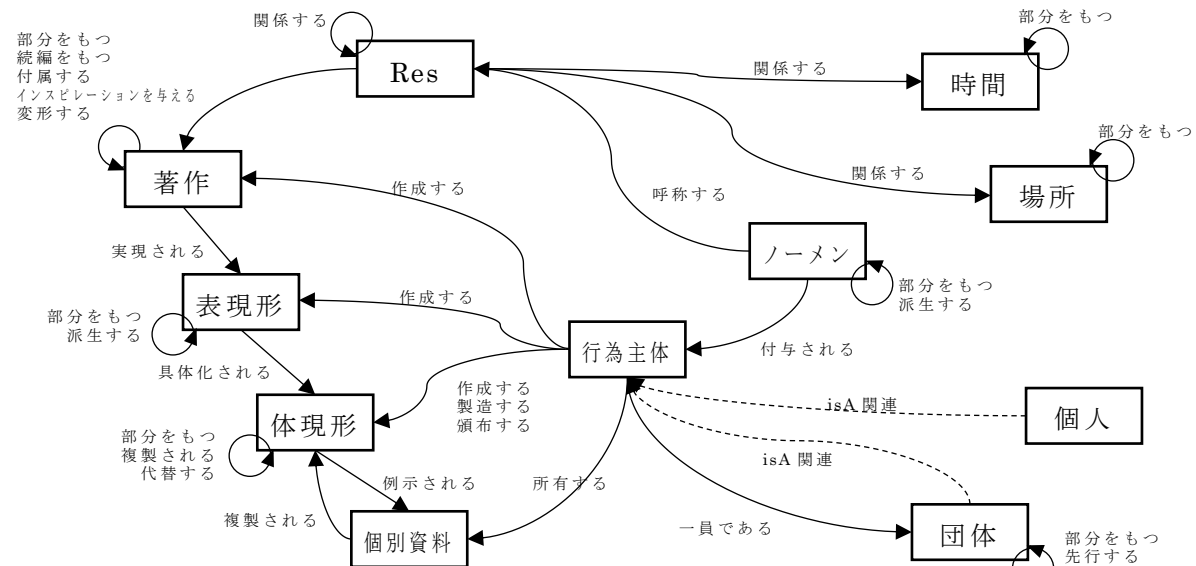 関係する
部分をもつ
部分をもつ
続編をもつ
付属する
インスピレーションを与える
変形する
Res
関係する
時間
部分をもつ
著作
作成する
関係する
場所
呼称する
実現される
ノーメン
部分をもつ
派生する
表現形
作成する
部分をもつ
派生する
行為主体
付与される
具体化される
作成する
製造する
頒布する
isA 関連
個人
体現形
部分をもつ
複製される
代替する
isA 関連
例示される
所有する
複製される
一員である
団体
個別資料
部分をもつ
先行する